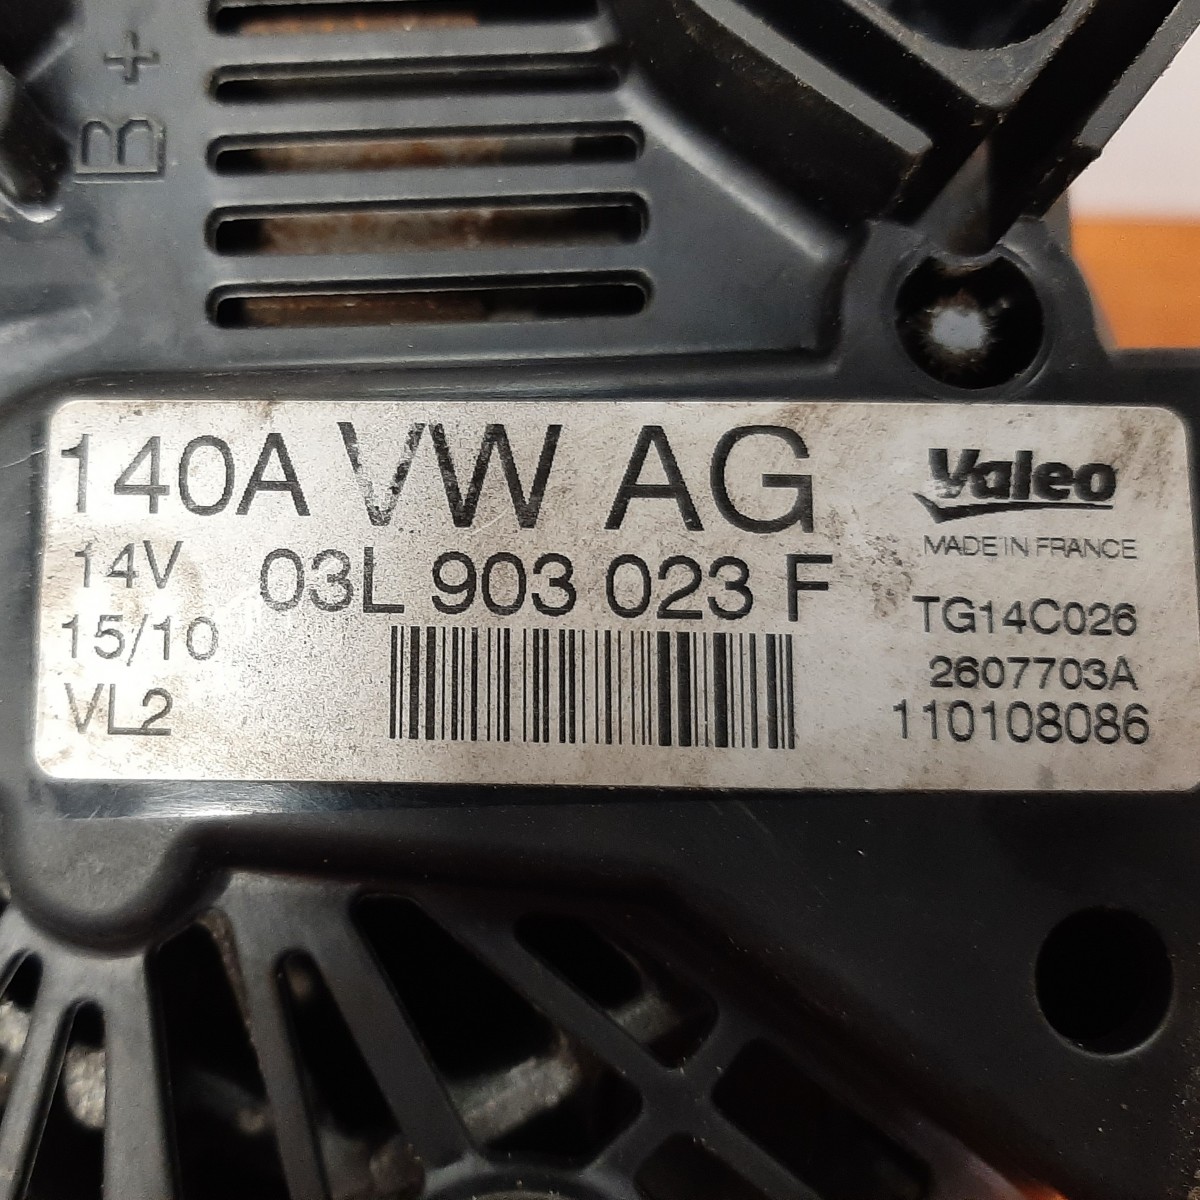 B+
140A VW AG
14V 03L 903 023 F
15/10
VL2
Valeo
MADE IN FRANCE
TG14C026
2607703A
110108086